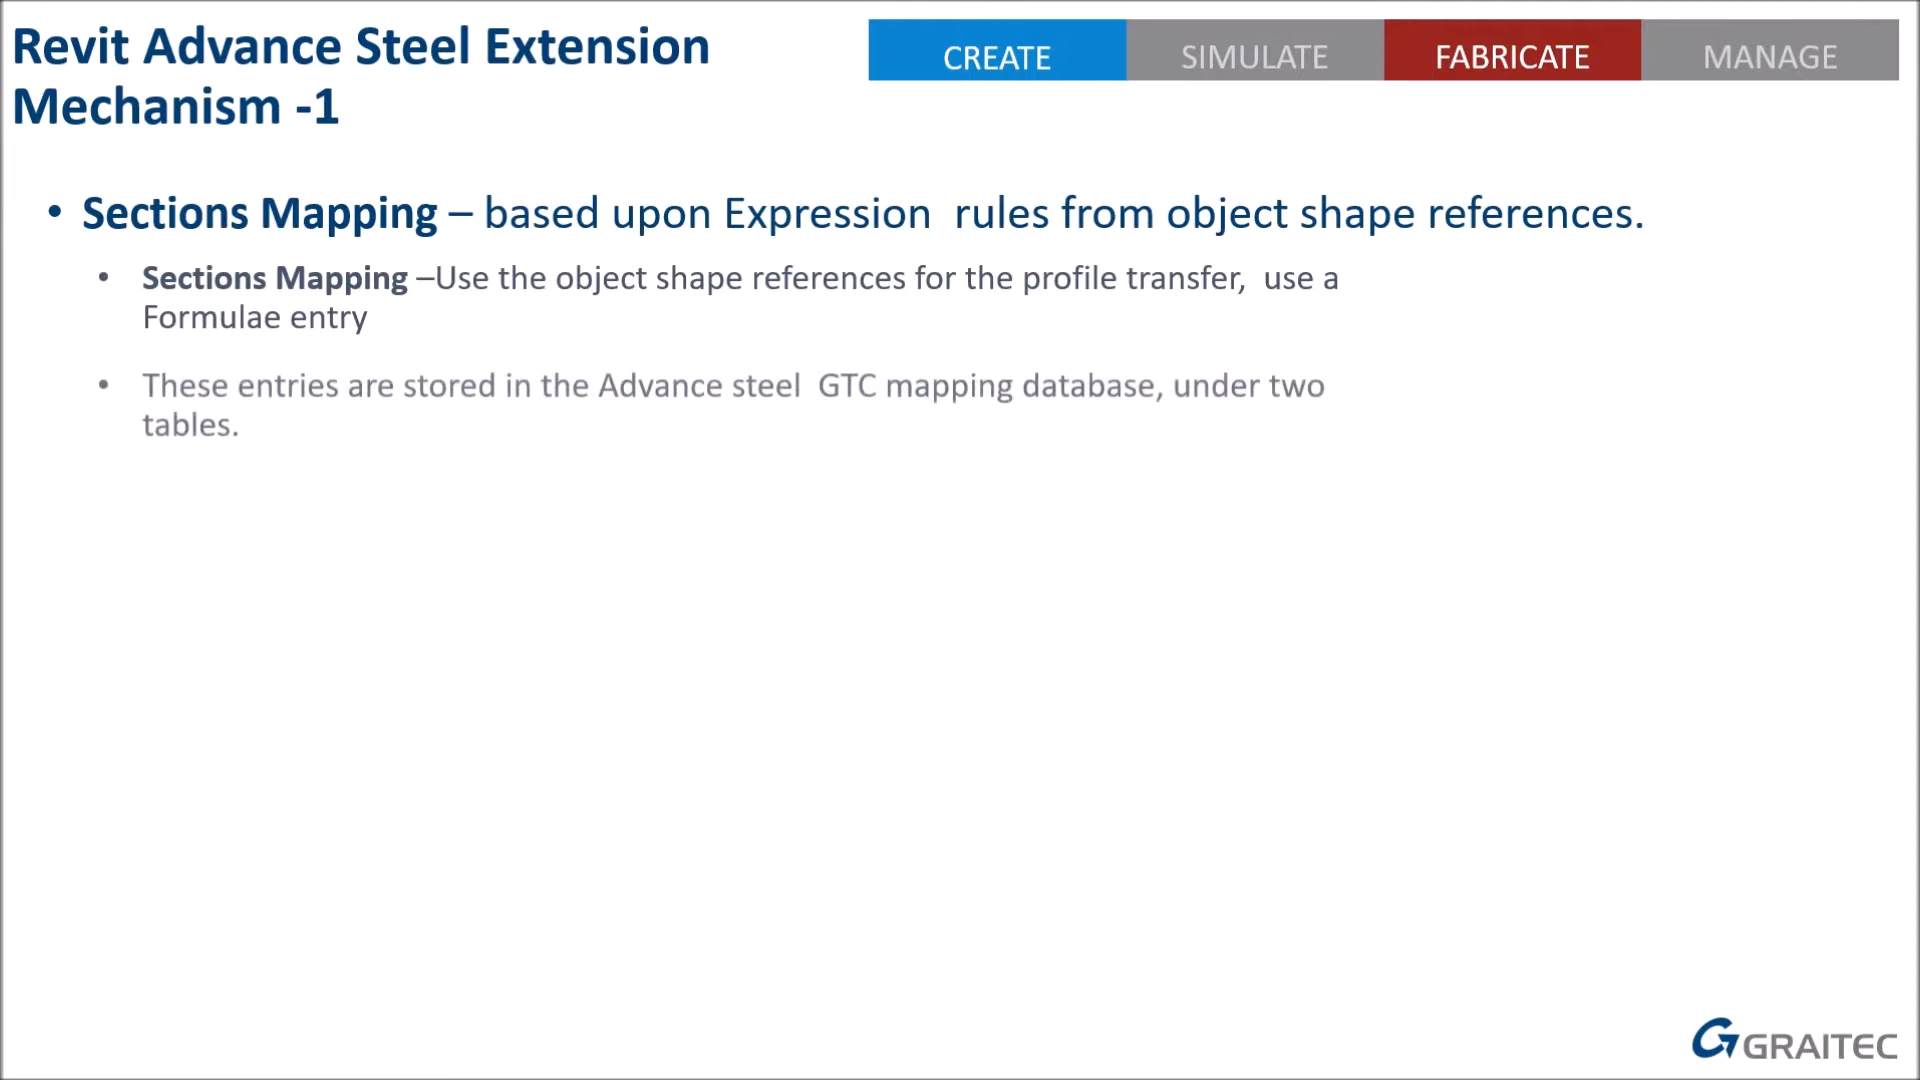 Revit Advance Steel Extension
Mechanism -1
CREATE
SIMULATE
FABRICATE
MANAGE
• Sections Mapping – based upon Expression  rules from object shape references.
• Sections Mapping –Use the object shape references for the profile transfer,  use a
Formulae entry
• These entries are stored in the Advance steel  GTC mapping database, under two
tables.
GRAITEC